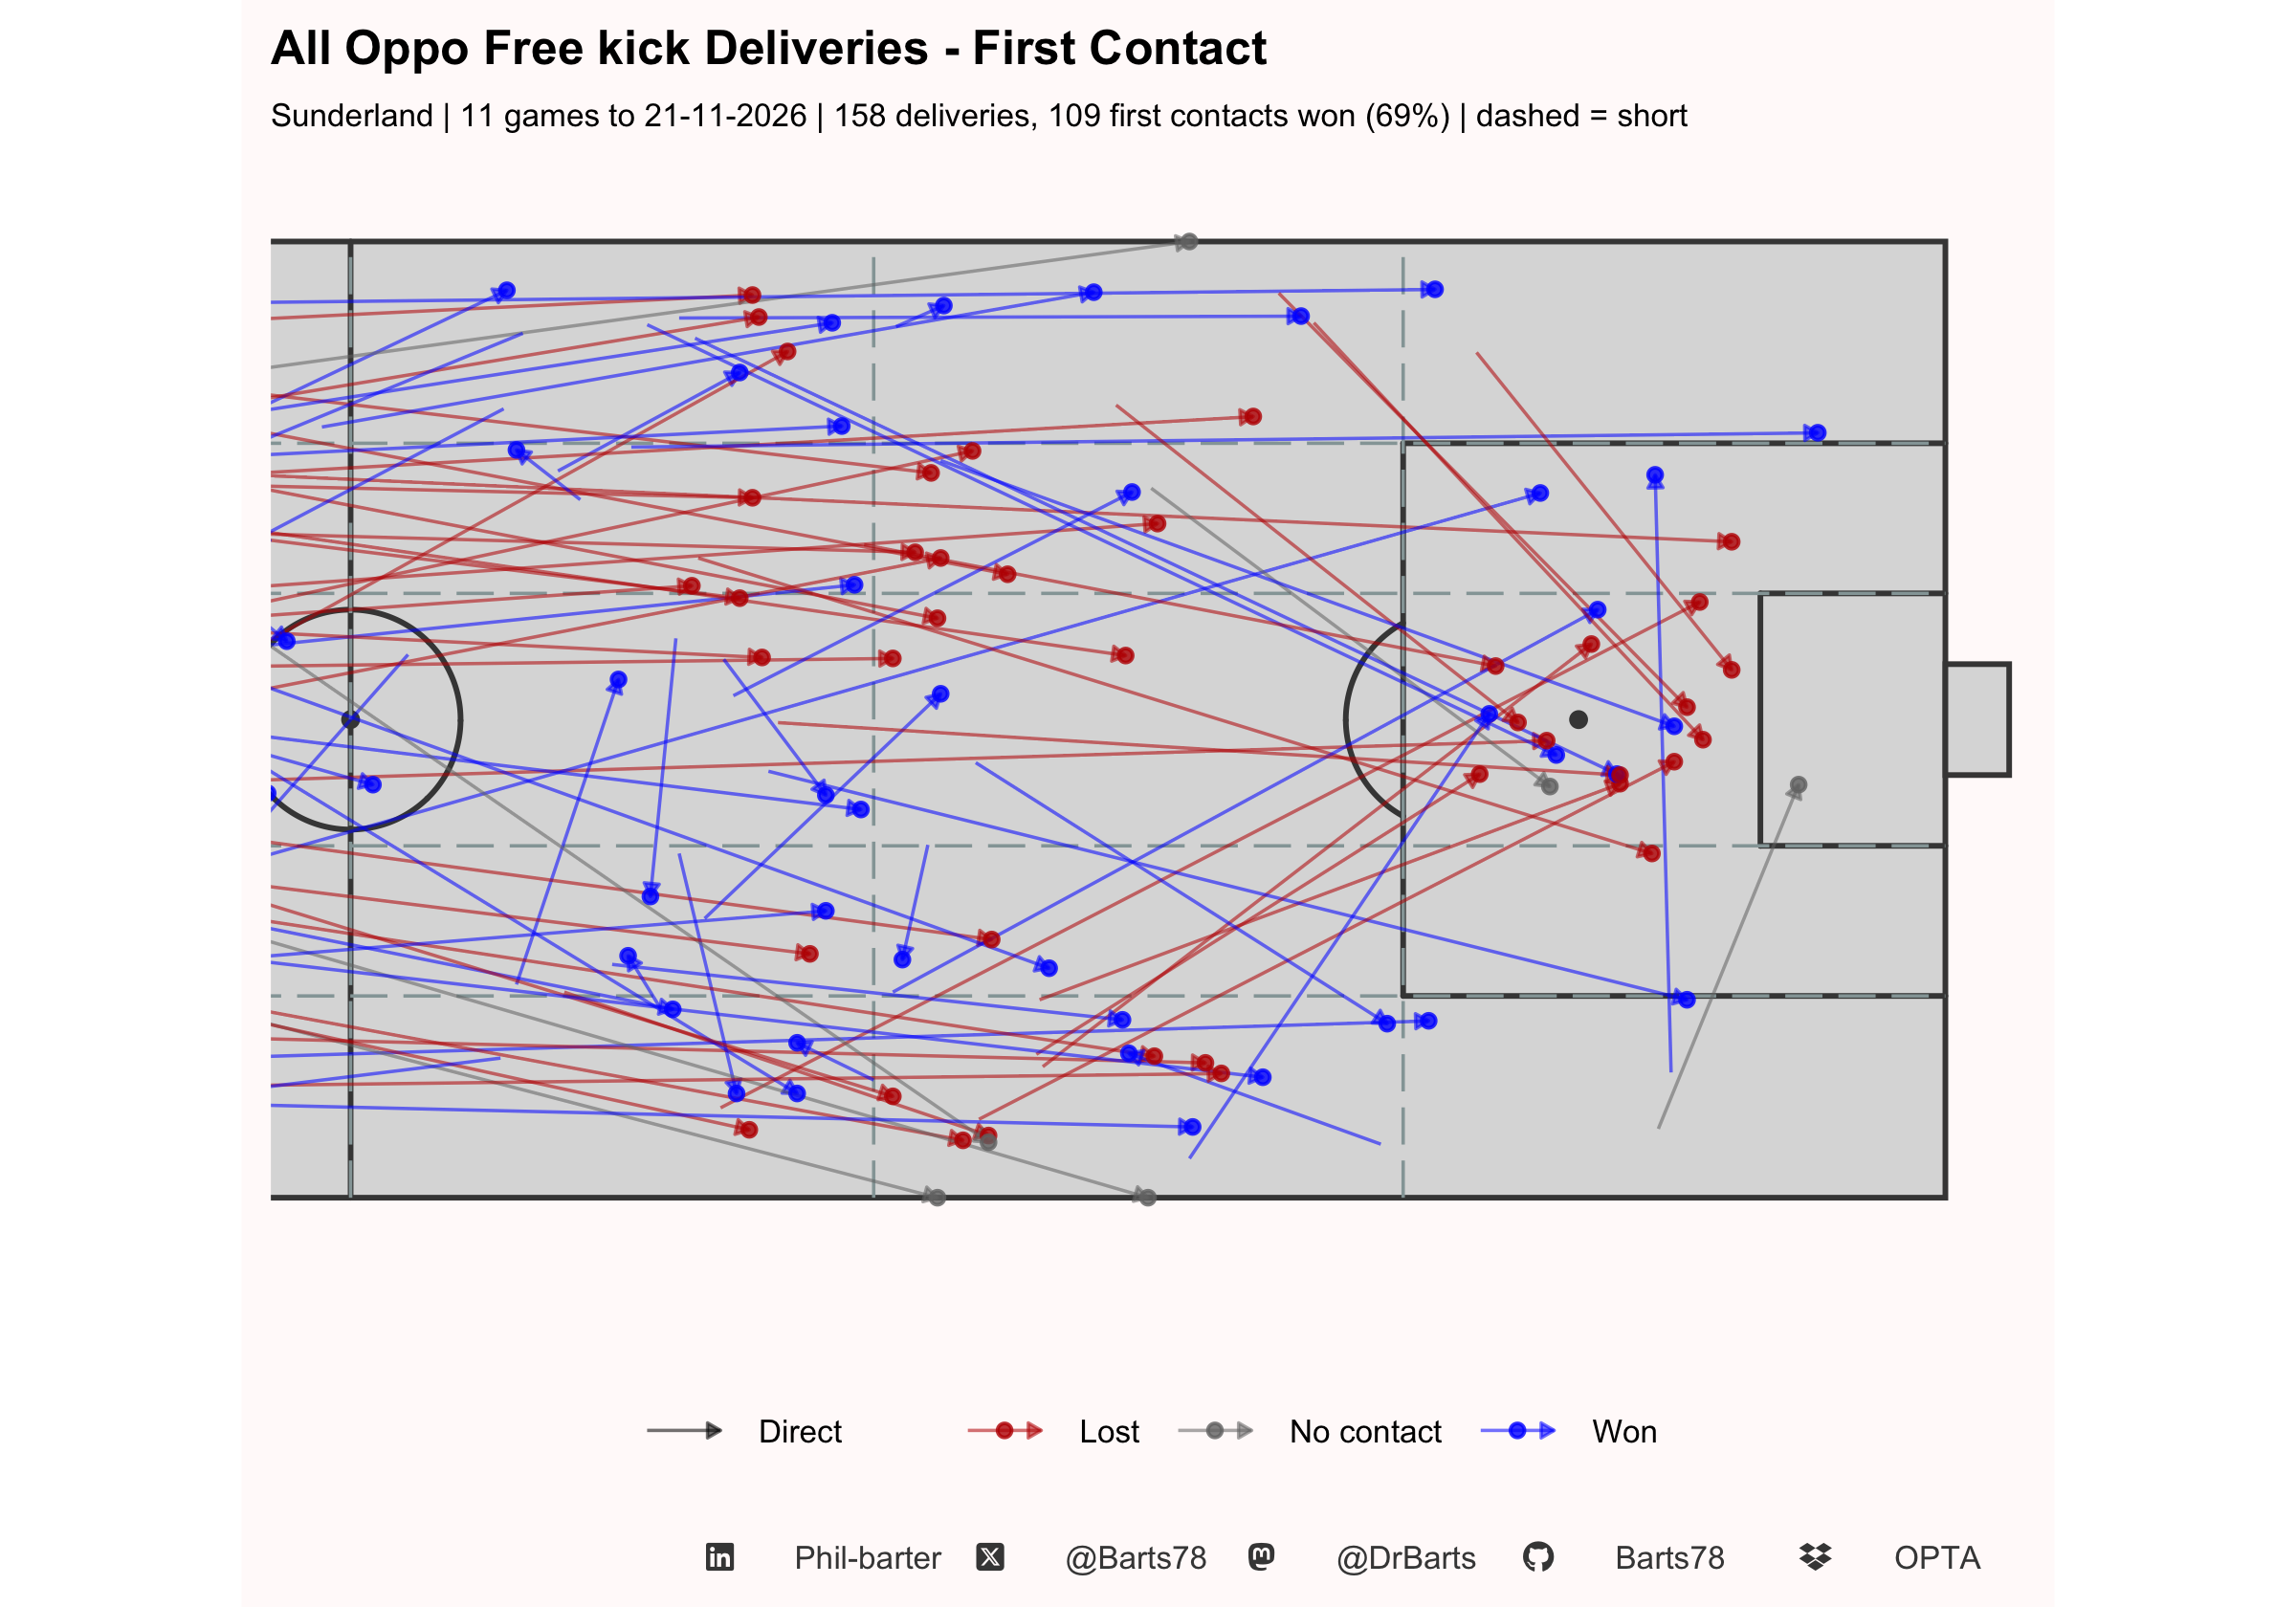 All Oppo Free kick Deliveries - First Contact
Sunderland | 11 games to 21-11-2026 | 158 deliveries, 109 first contacts won (69%) | dashed = short
Direct Lost No contact Won
Phil-barter @Barts78 @DrBarts Barts78 OPTA